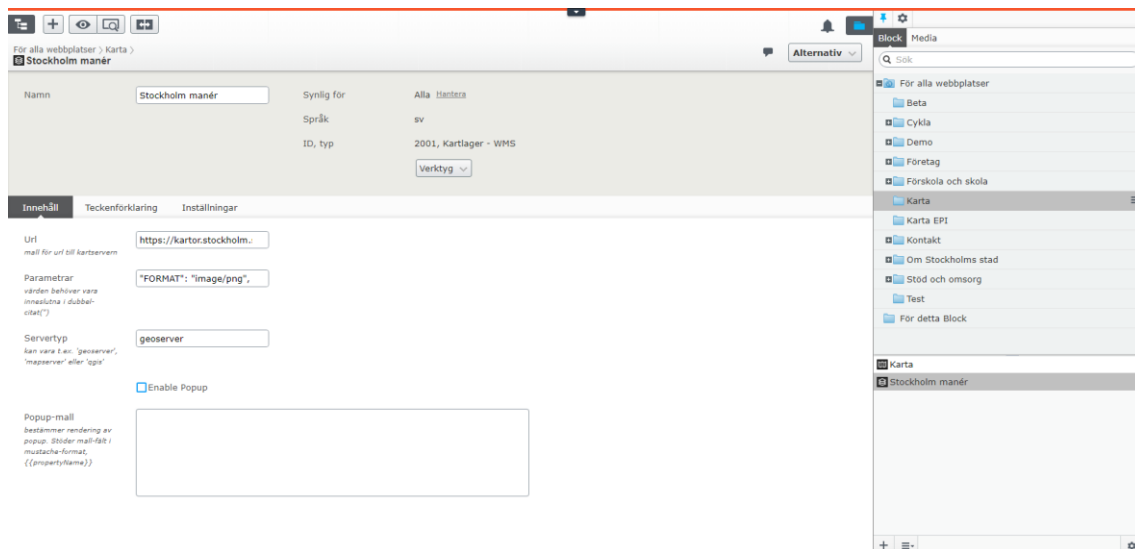 För alla webbplatser > Karta >
Stockholm manér
Alternativ
Namn
Stockholm manér
Synlig för
Alla Hantera
Språk
sv
ID, typ
2001, Kartlager - WMS
Verktyg
Innehåll
Teckenförklaring
Inställningar
Url
mall för url till kartservern
https://kartor.stockholm.
Parametrar
värden behöver vara
inneslutna i dubbel-
citat(")
"FORMAT": "image/png",
Servertyp
kan vara t.ex. 'geoserver',
'mapserver' eller 'qgis'
geoserver
Enable Popup
Popup-mall
bestämmer rendering av
popup. Stöder mall-fält i
mustache-format,
{{propertyName}}
Block
Media
Sök
För alla webbplatser
Beta
Cykla
Demo
Företag
Förskola och skola
Karta
Karta EPI
Kontakt
Om Stockholms stad
Stöd och omsorg
Test
För detta Block
Karta
Stockholm manér